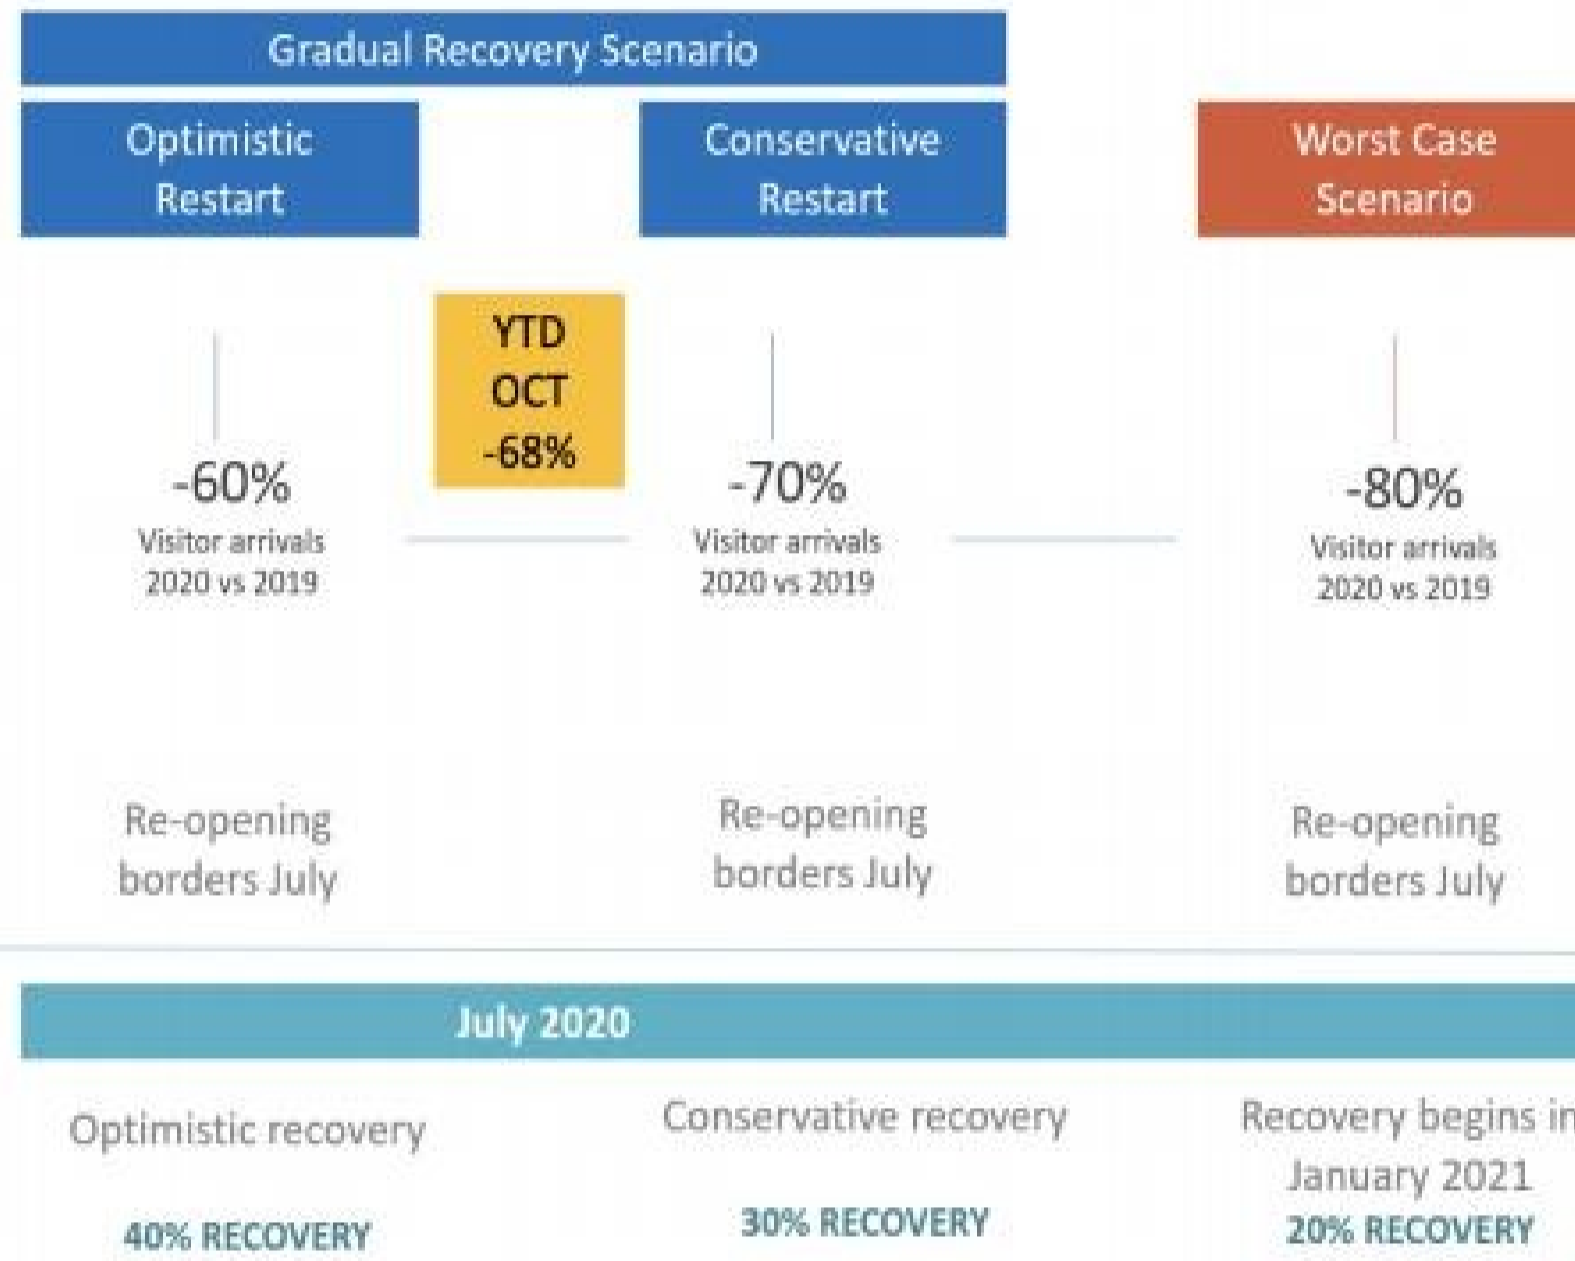 Gradual Recovery Scenario
Optimistic
Restart
Conservative
Restart
Worst Case
Scenario
YTD
OCT
-68%
-60%
Visitor arrivals
2020 vs 2019
-70%
Visitor arrivals
2020 vs 2019
-80%
Visitor arrivals
2020 vs 2019
Re-opening
borders July
Re-opening
borders July
Re-opening
borders July
July 2020
Optimistic recovery
40% RECOVERY
Conservative recovery
30% RECOVERY
Recovery begins in
January 2021
20% RECOVERY